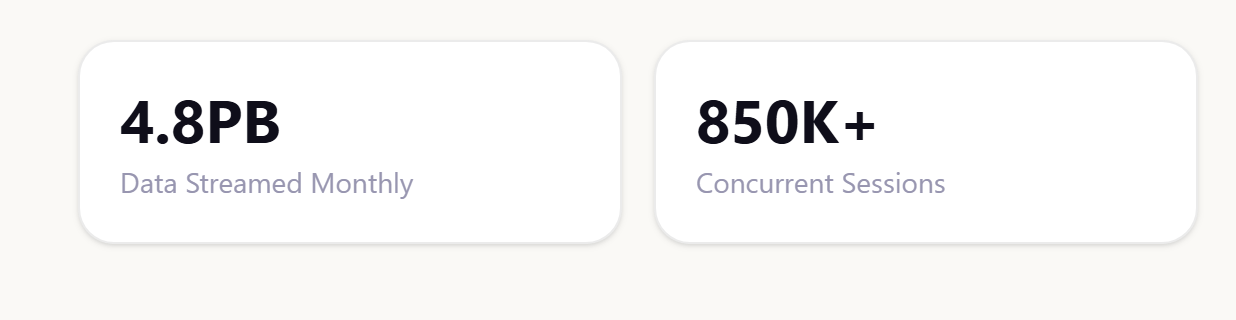 4.8PB
Data Streamed Monthly
850K+
Concurrent Sessions